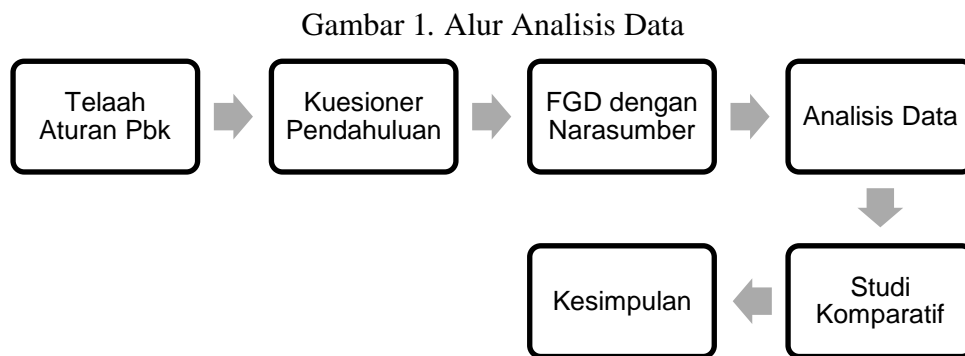 Gambar 1. Alur Analisis Data
Telaah
Aturan Pbk
Kuesioner
Pendahuluan
FGD dengan
Narasumber
Analisis Data
Studi
Komparatif
Kesimpulan